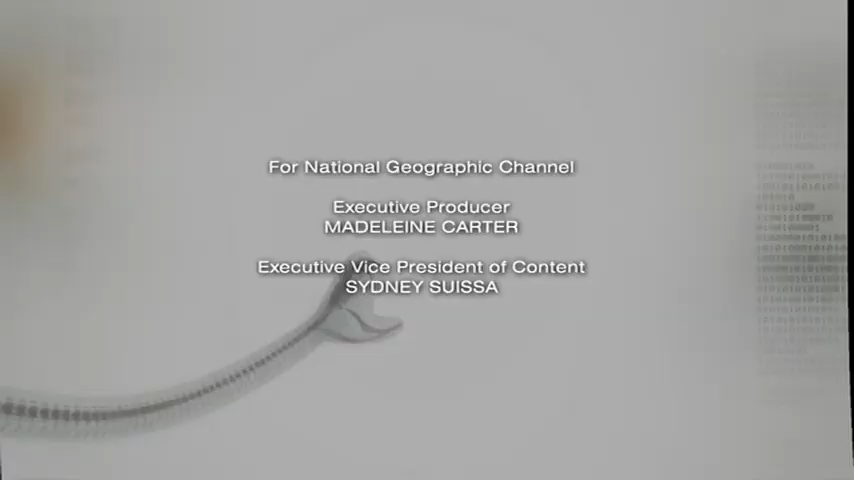 For National Geographic Channel
Executive Producer
MADELEINE CARTER
Executive Vice President of Content
SYDNEY SUISSA